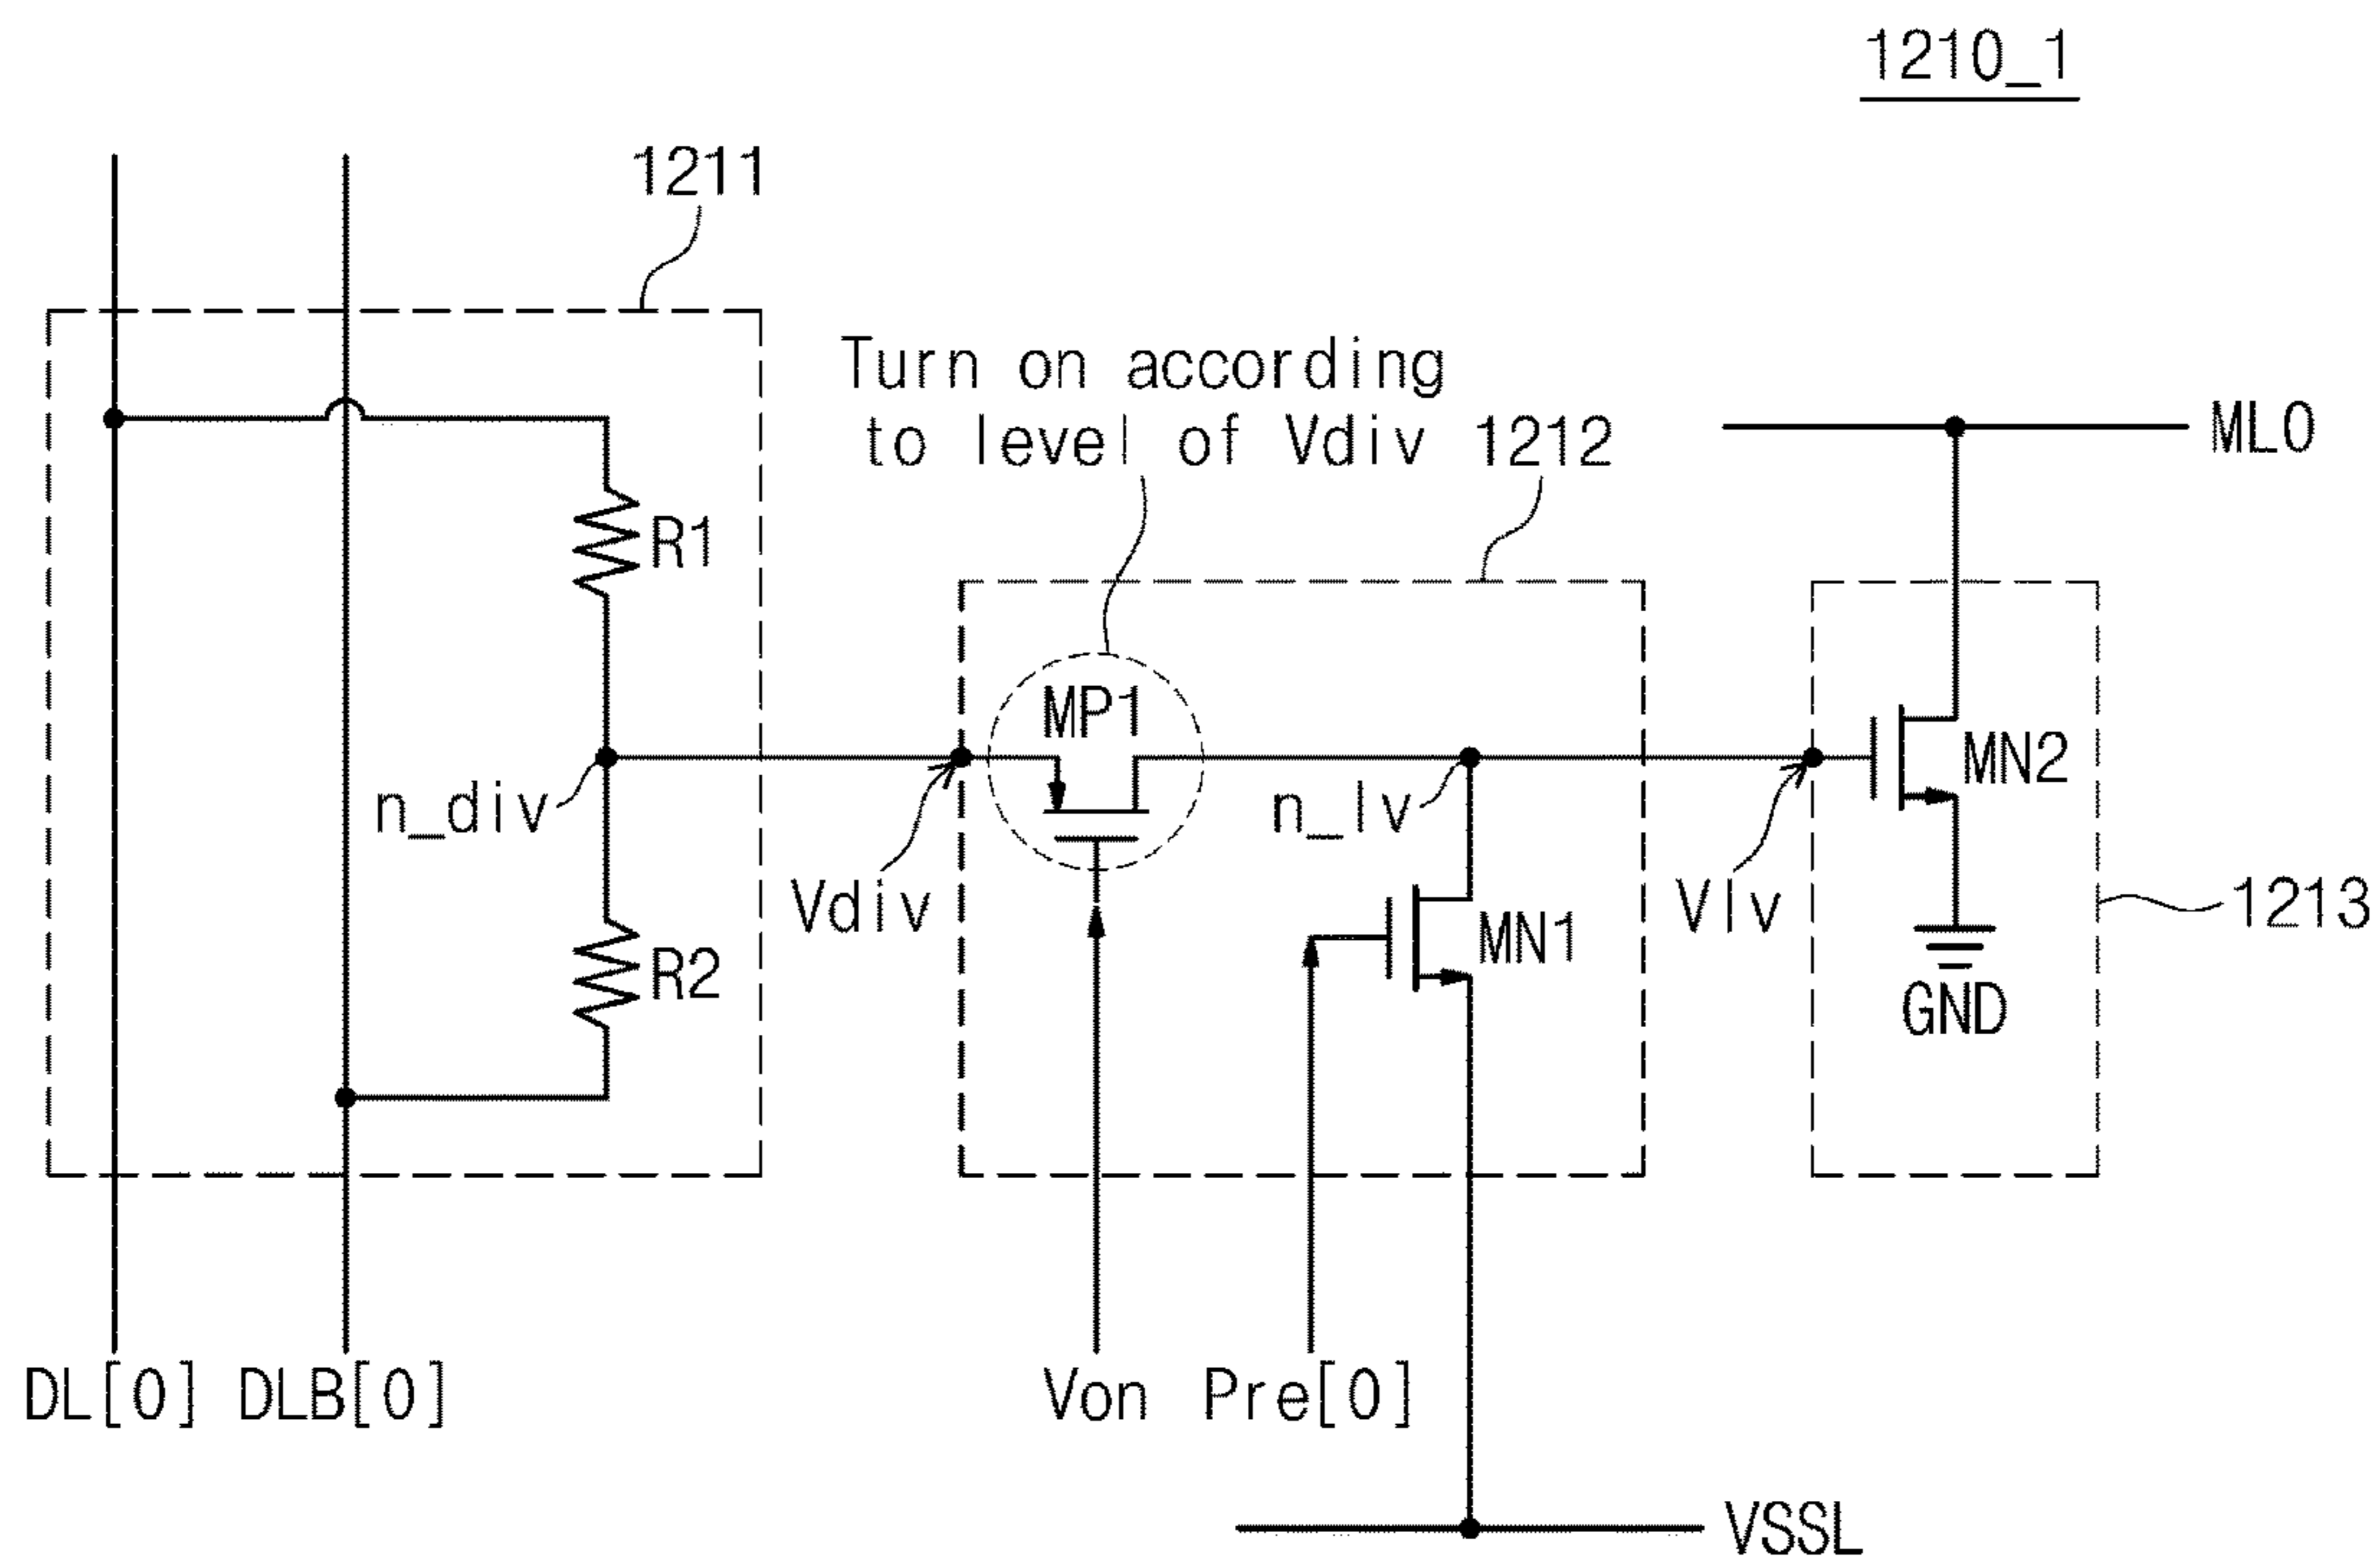 1210_1
1211
Turn on according
to level of Vdiv
1212
ML0
R1
MP1
MN2
n_div
n_lv
Vdiv
Vlv
1213
MN1
R2
GND
DL[0]
DLB[0]
Von
Pre[0]
VSSL